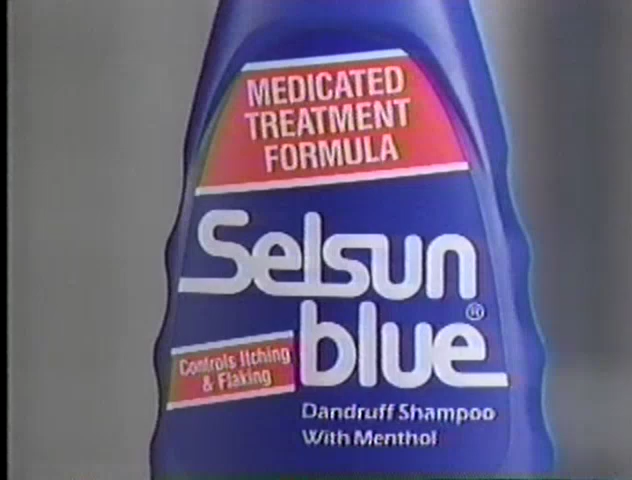 MEDICATED
TREATMENT
FORMULA
Selsun
blue®
Controls Itching
& Flaking
Dandruff Shampoo
With Menthol